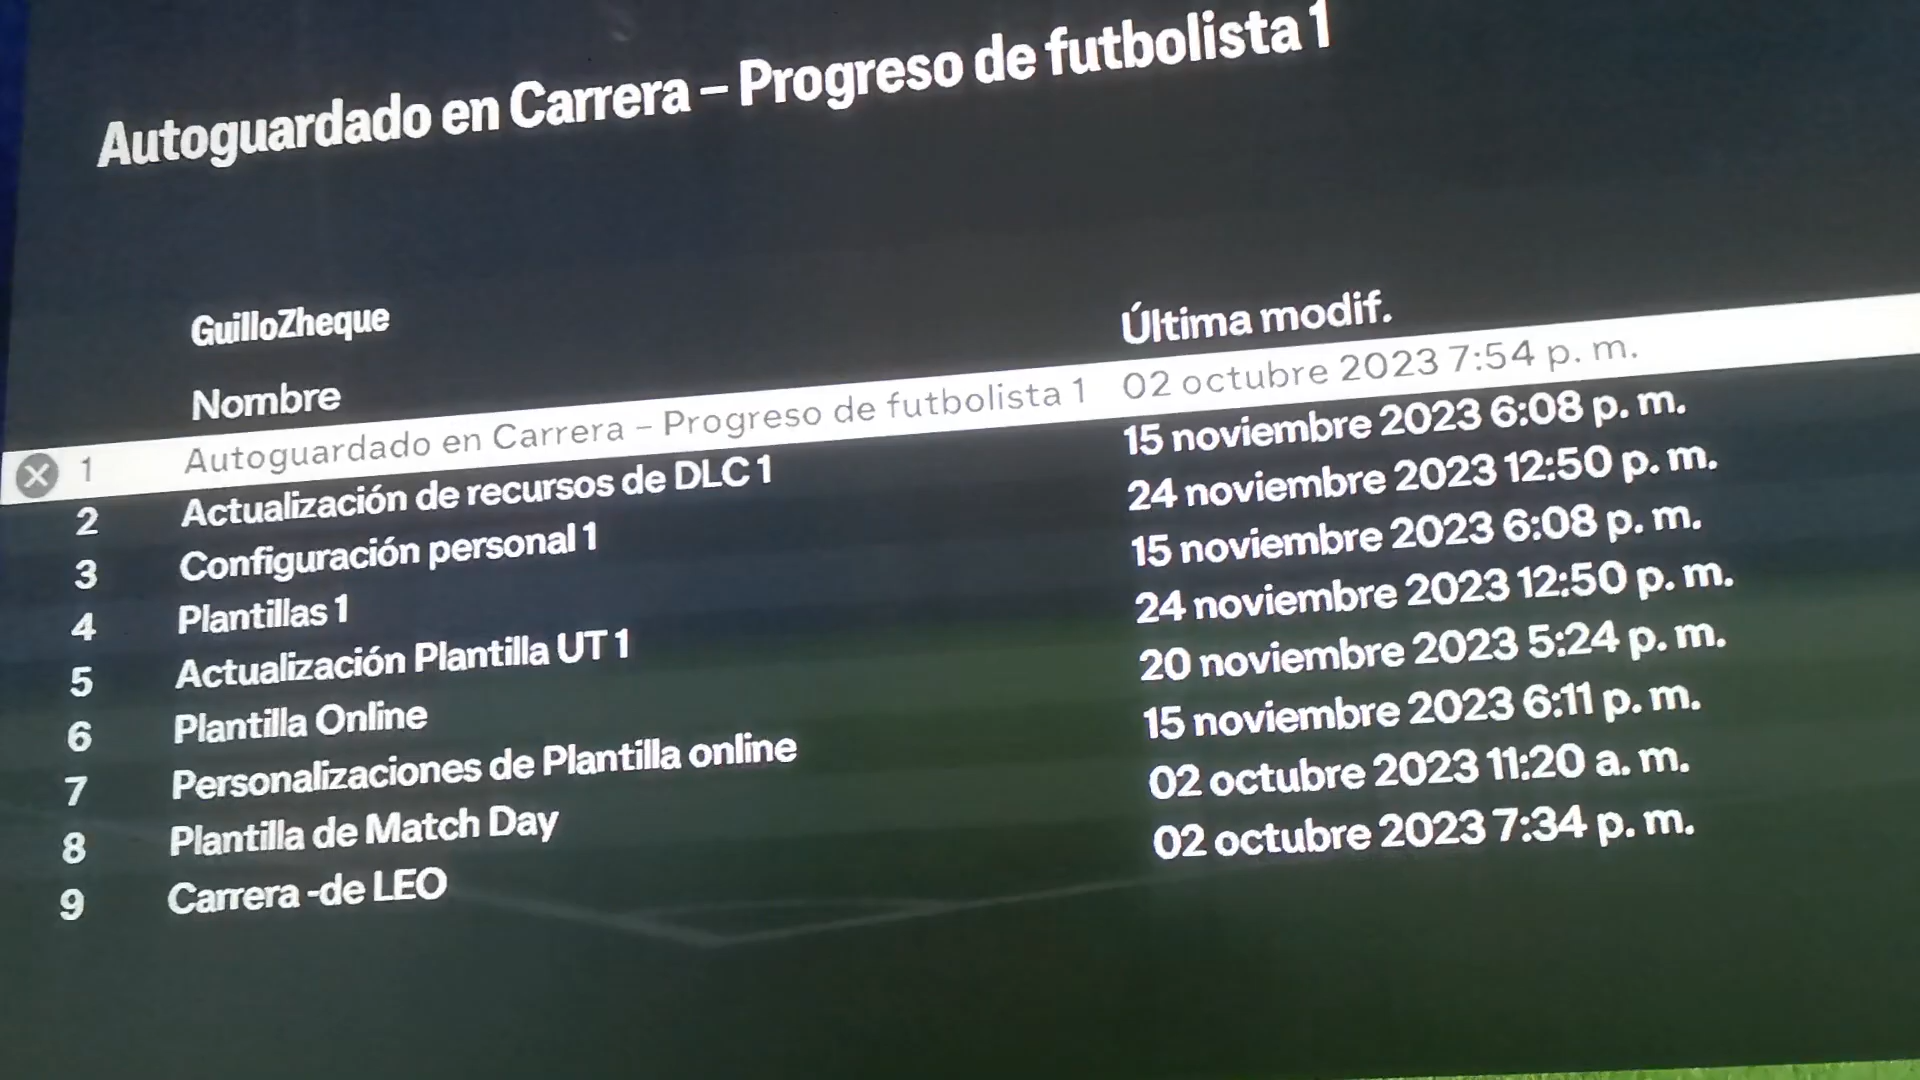 Autoguardado en Carrera – Progreso de futbolista 1
GuilloZheque
Nombre Última modif.
1 Autoguardado en Carrera – Progreso de futbolista 1 02 octubre 2023 7:54 p. m.
2 Actualización de recursos de DLC 1 15 noviembre 2023 6:08 p. m.
3 Configuración personal 1 24 noviembre 2023 12:50 p. m.
4 Plantillas 1 15 noviembre 2023 6:08 p. m.
5 Actualización Plantilla UT 1 24 noviembre 2023 12:50 p. m.
6 Plantilla Online 20 noviembre 2023 5:24 p. m.
7 Personalizaciones de Plantilla online 15 noviembre 2023 6:11 p. m.
8 Plantilla de Match Day 02 octubre 2023 11:20 a. m.
9 Carrera -de LEO 02 octubre 2023 7:34 p. m.